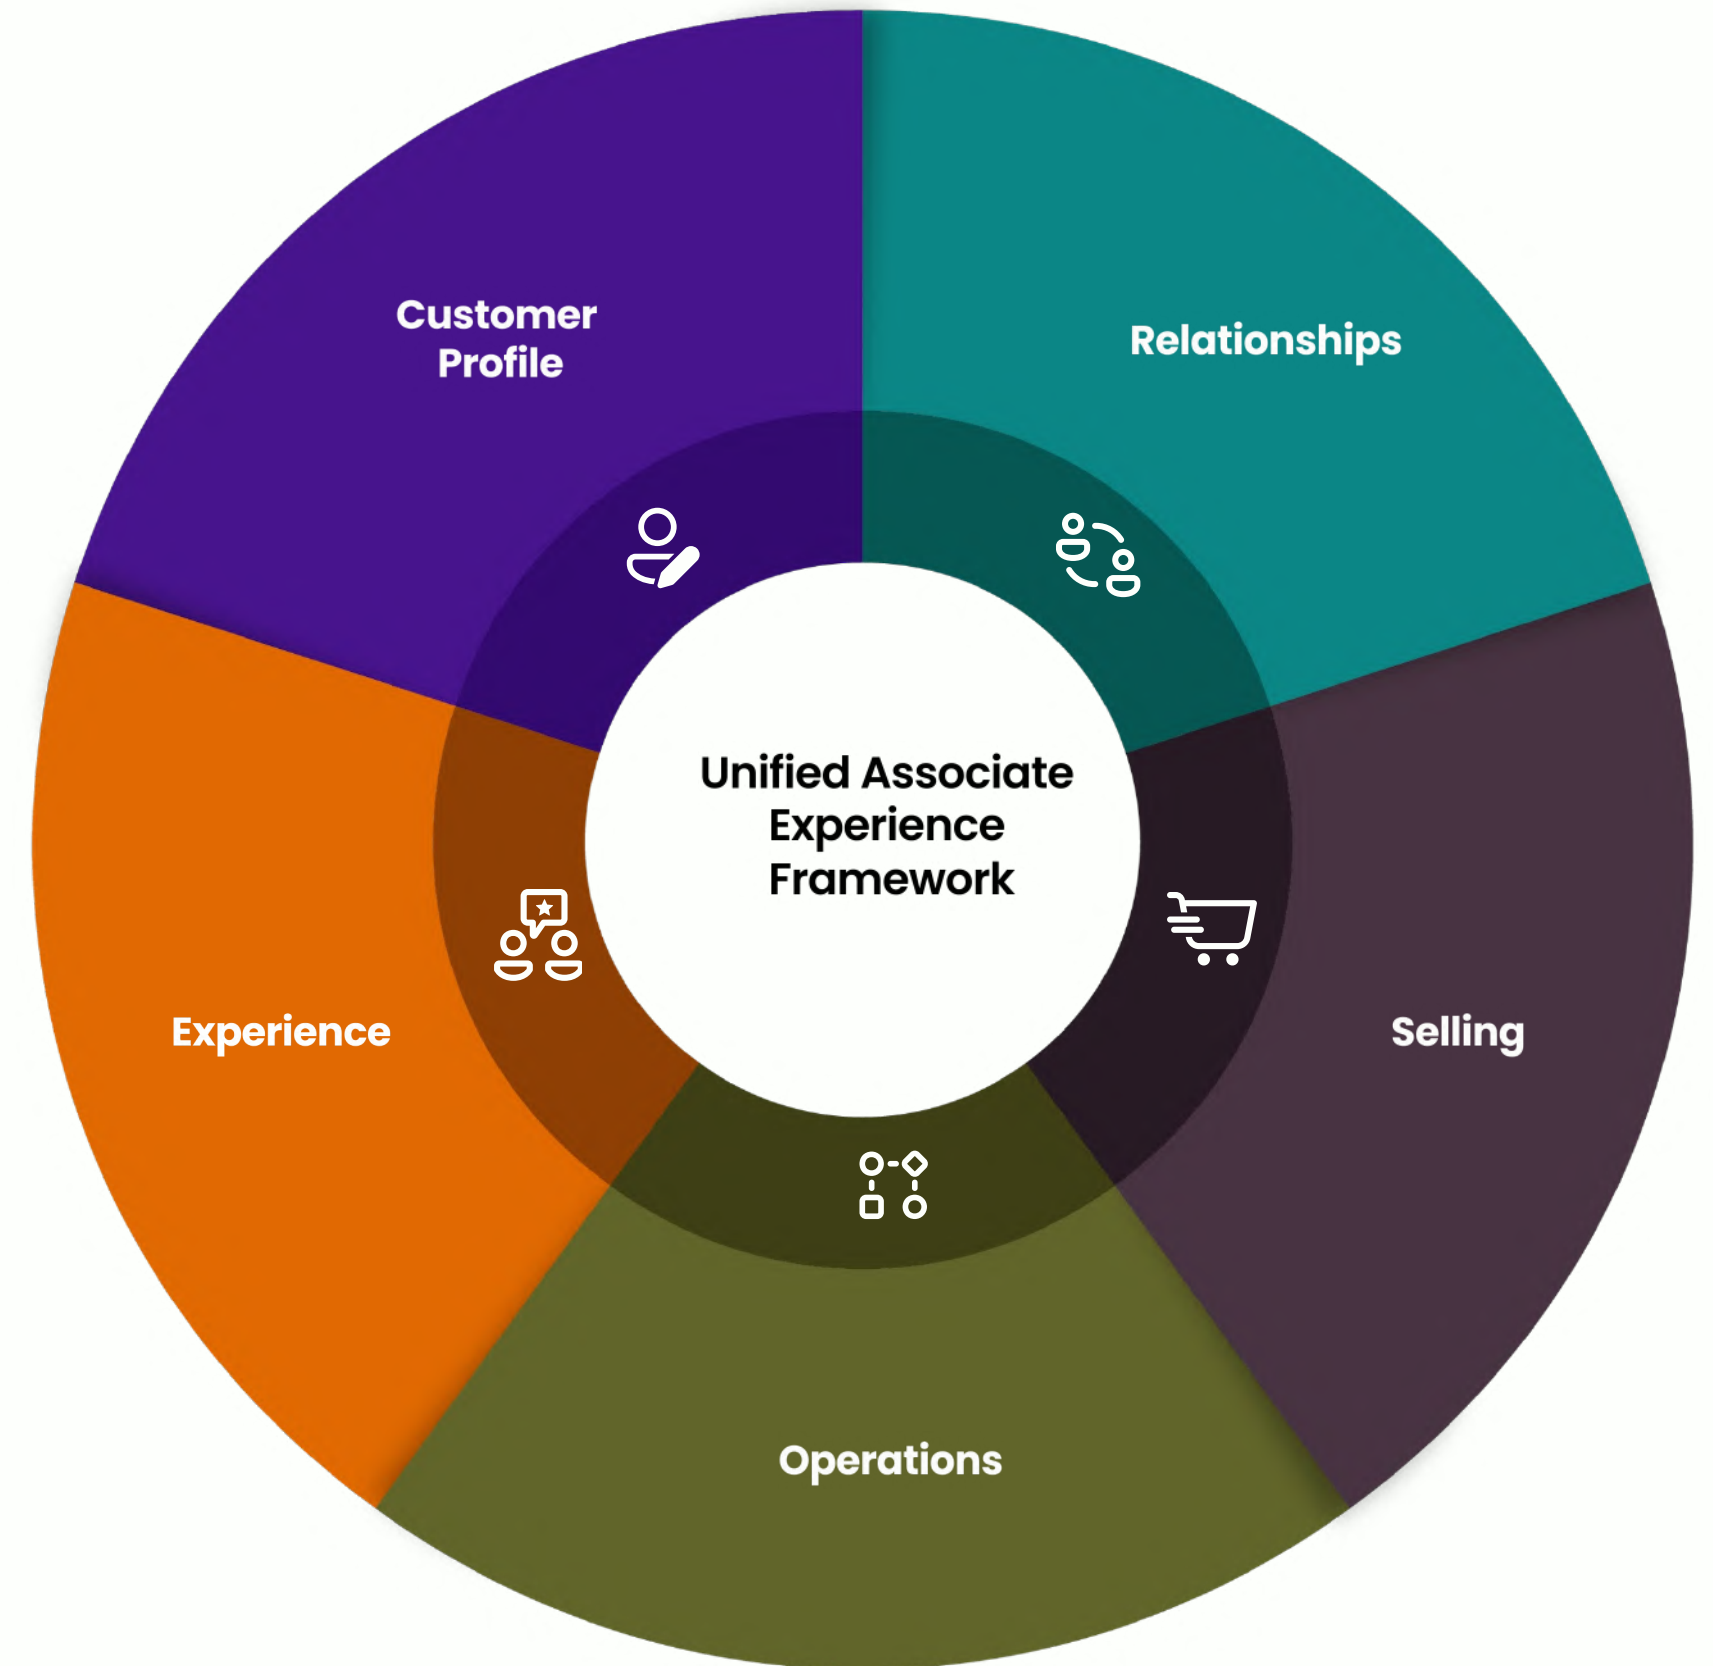 Customer
Profile
Relationships
Unified Associate
Experience
Framework
Experience
Selling
Operations